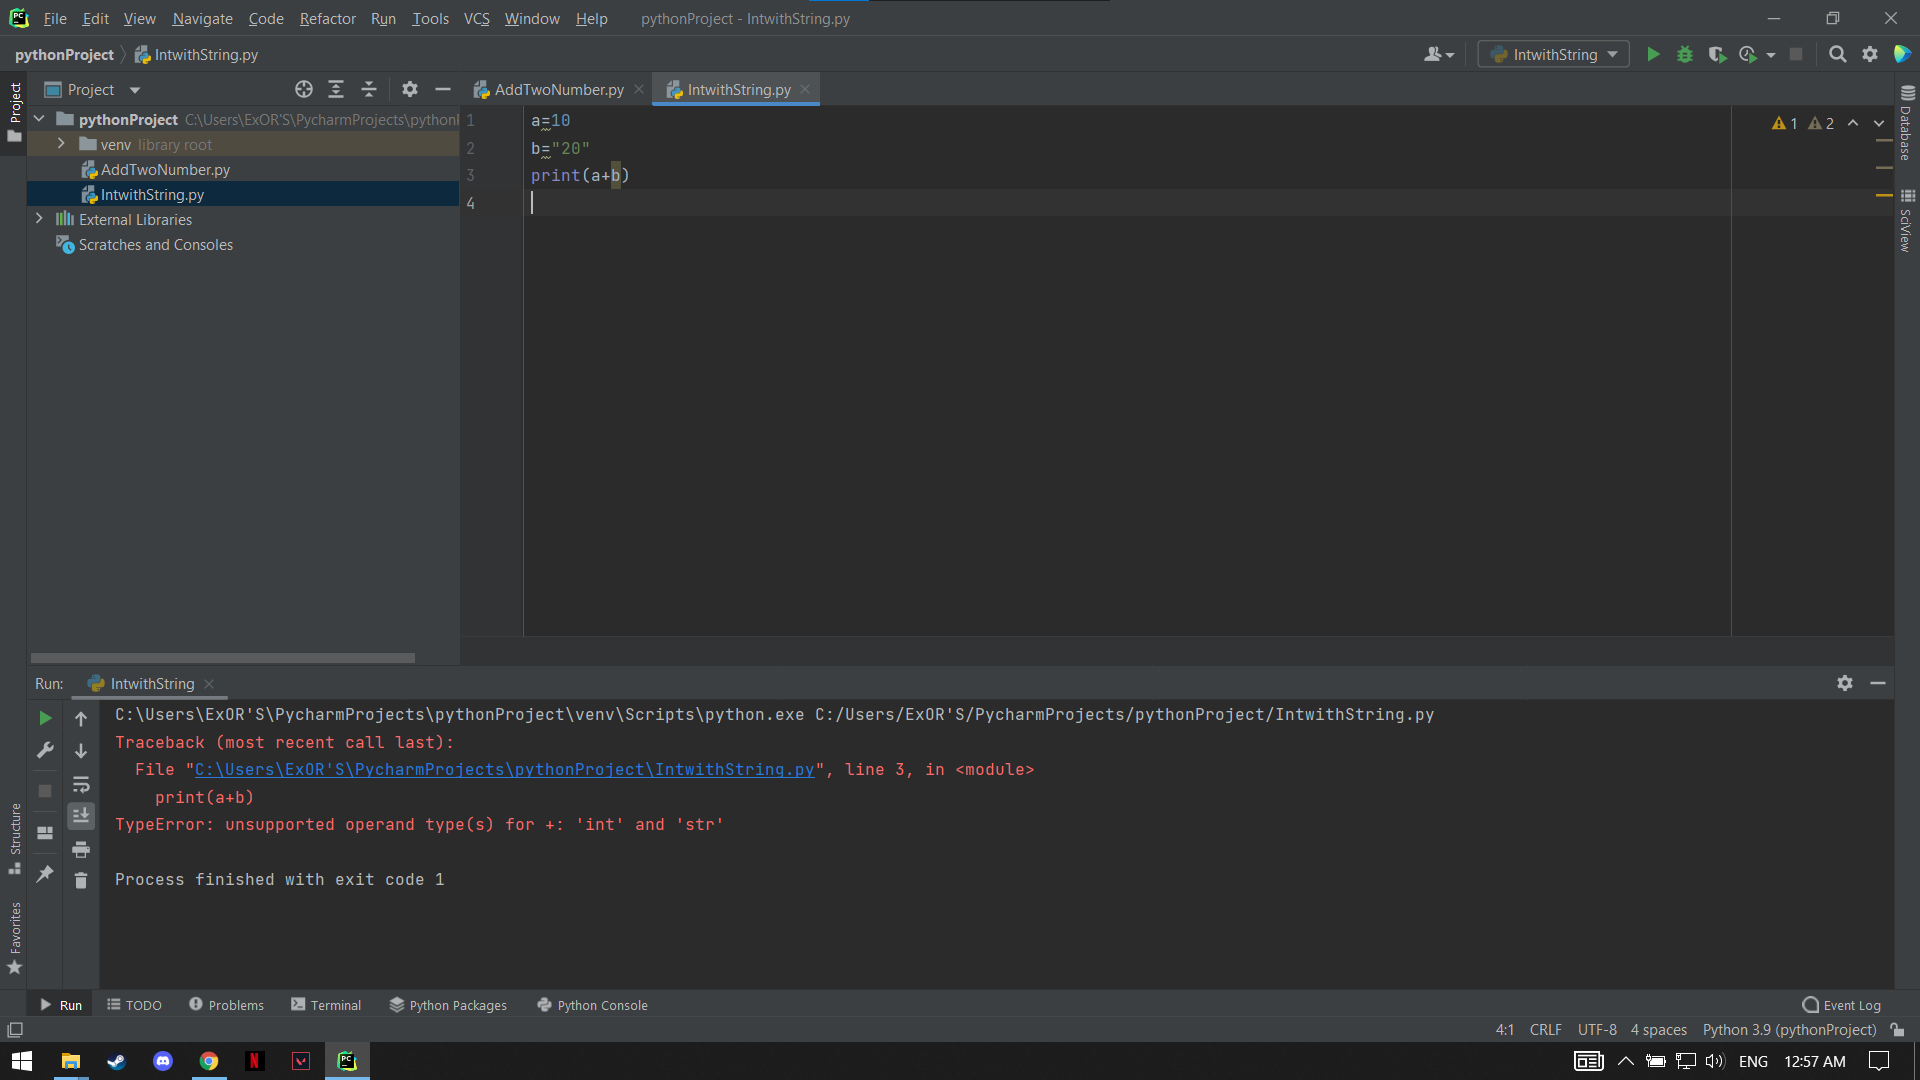 File Edit View Navigate Code Refactor Run Tools VCS Window Help pythonProject - IntwithString.py
pythonProject IntwithString.py IntwithString
Project AddTwoNumber.py IntwithString.py
Project
pythonProject C:\Users\ExOR'S\PycharmProjects\pythonP
venv library root
AddTwoNumber.py
IntwithString.py
External Libraries
Scratches and Consoles
1 a=10
2 b="20"
3 print(a+b)
4
1 2
Database
SciView
Run: IntwithString
C:\Users\ExOR'S\PycharmProjects\pythonProject\venv\Scripts\python.exe C:/Users/ExOR'S/PycharmProjects/pythonProject/IntwithString.py
Traceback (most recent call last):
File "C:\Users\ExOR'S\PycharmProjects\pythonProject\IntwithString.py", line 3, in <module>
print(a+b)
TypeError: unsupported operand type(s) for +: 'int' and 'str'
Process finished with exit code 1
Structure
Favorites
Run TODO Problems Terminal Python Packages Python Console Event Log
4:1 CRLF UTF-8 4 spaces Python 3.9 (pythonProject)
ENG 12:57 AM